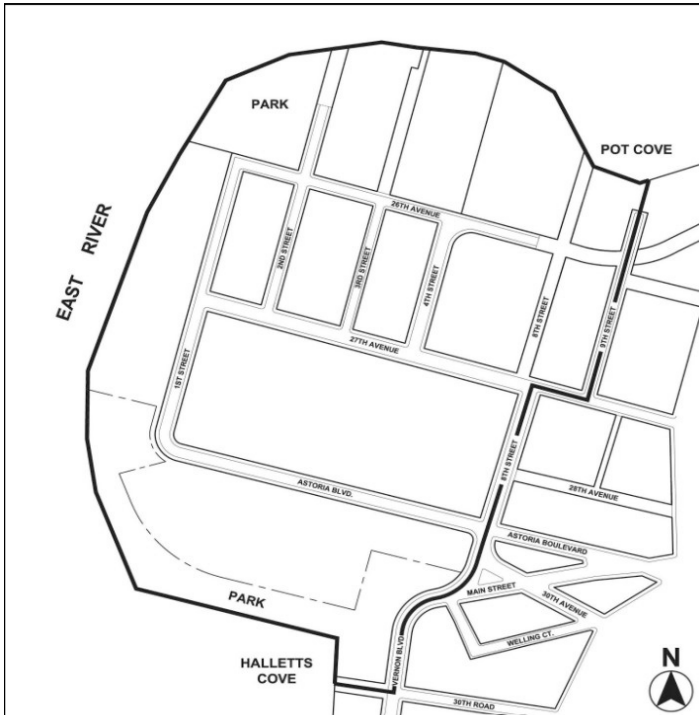 PARK
POT COVE
EAST RIVER
26TH AVENUE
2ND STREET
3RD STREET
4TH STREET
8TH STREET
9TH STREET
27TH AVENUE
1ST STREET
8TH STREET
28TH AVENUE
ASTORIA BLVD.
ASTORIA BOULEVARD
MAIN STREET
30TH AVENUE
PARK
WELLING CT.
VERNON BLVD
HALLETTS
COVE
30TH ROAD
N